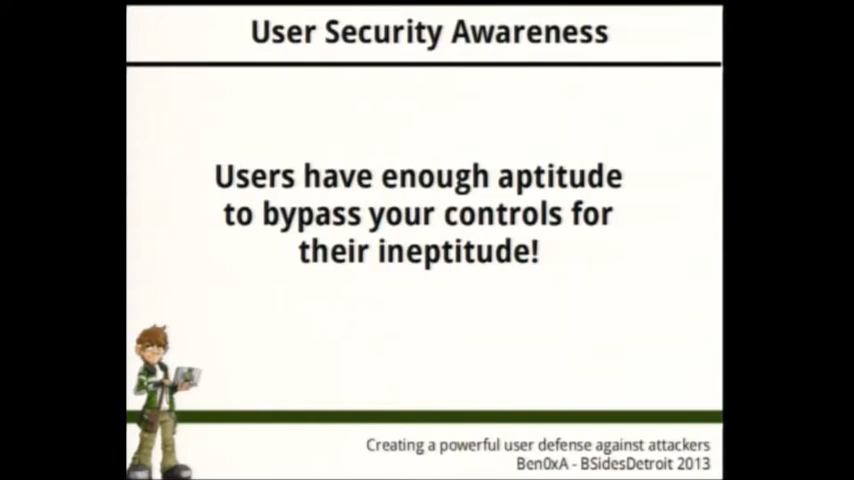 User Security Awareness
Users have enough aptitude
to bypass your controls for
their ineptitude!
Creating a powerful user defense against attackers
Ben0xA - BSidesDetroit 2013